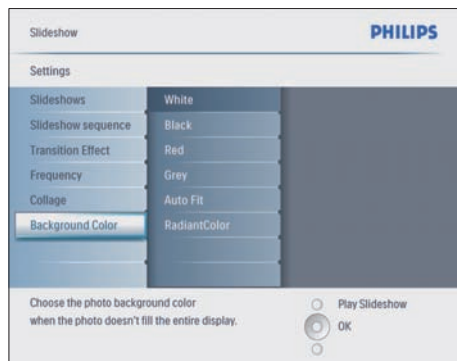 Slideshow
PHILIPS
Settings
Slideshows
Slideshow sequence
Transition Effect
Frequency
Collage
Background Color
White
Black
Red
Grey
Auto Fit
RadiantColor
Choose the photo background color
when the photo doesn't fill the entire display.
Play Slideshow
OK